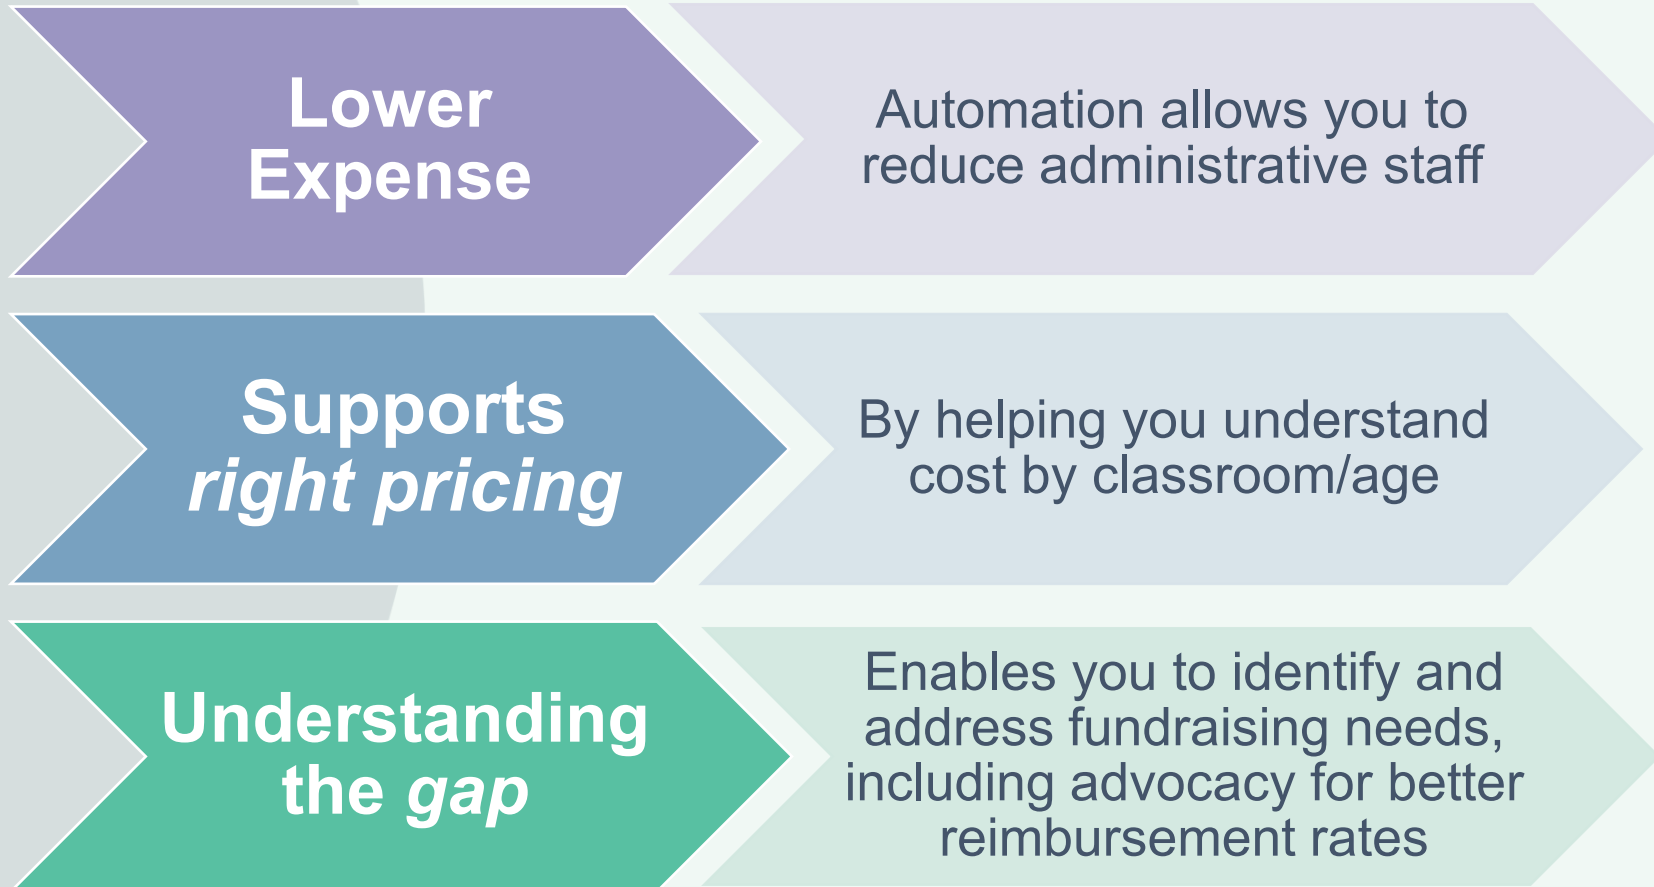 Lower
Expense
Automation allows you to
reduce administrative staff
Supports
right pricing
By helping you understand
cost by classroom/age
Understanding
the gap
Enables you to identify and
address fundraising needs,
including advocacy for better
reimbursement rates